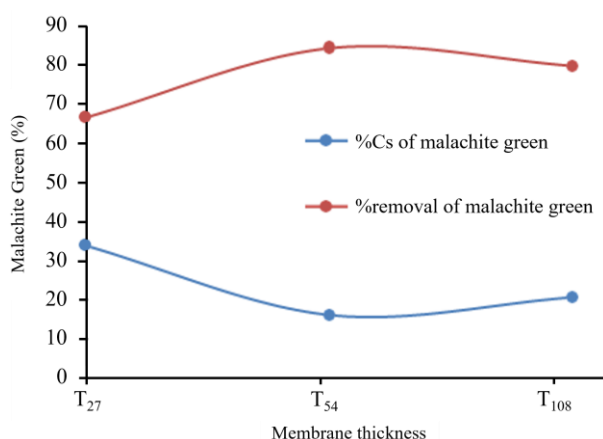 90
80
70
60
50
40
30
20
10
0
Malachite Green (%)
%Cs of malachite green
%removal of malachite green
T27 T54 T108
Membrane thickness